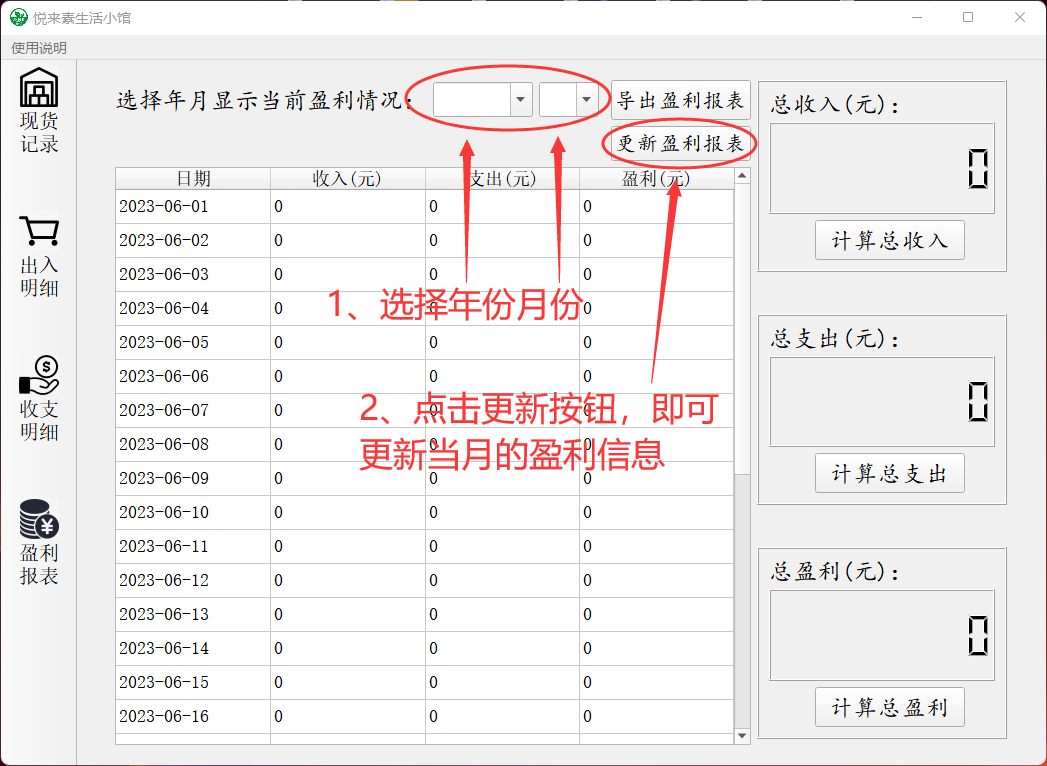 悦来素生活小馆
使用说明
现货
记录
出入
明细
收支
明细
盈利
报表
选择年月显示当前盈利情况:
导出盈利报表
更新盈利报表
日期 收入(元) 支出(元) 盈利(元)
2023-06-01 0 0 0
2023-06-02 0 0 0
2023-06-03 0 0 0
2023-06-04 0 0 0
2023-06-05 0 0 0
2023-06-06 0 0 0
2023-06-07 0 0 0
2023-06-08 0 0 0
2023-06-09 0 0 0
2023-06-10 0 0 0
2023-06-11 0 0 0
2023-06-12 0 0 0
2023-06-13 0 0 0
2023-06-14 0 0 0
2023-06-15 0 0 0
2023-06-16 0 0 0
1、选择年份月份
2、点击更新按钮，即可
更新当月的盈利信息
总收入(元):
0
计算总收入
总支出(元):
0
计算总支出
总盈利(元):
0
计算总盈利